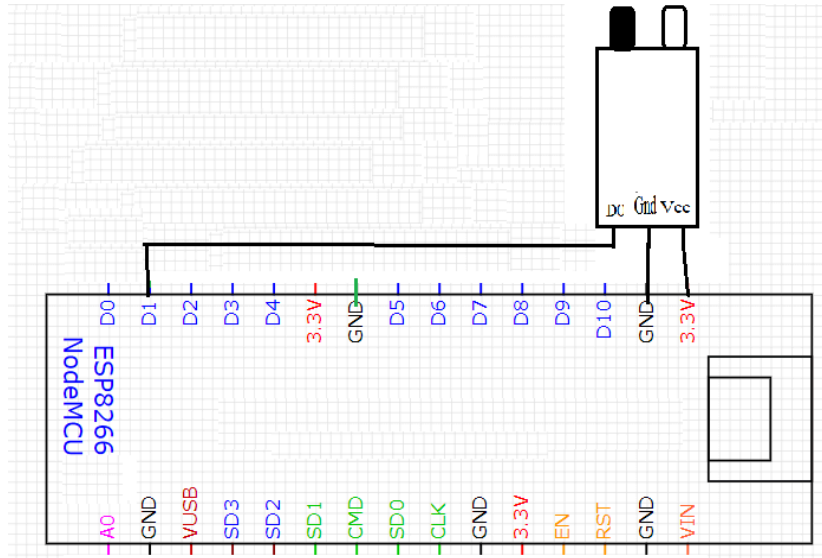 DC Gnd Vcc
D0 D1 D2 D3 D4 3.3V GND D5 D6 D7 D8 D9 D10 GND 3.3V
ESP8266
NodeMCU
A0 GND VUSB SD3 SD2 SD1 CMD SD0 CLK GND 3.3V EN RST GND VIN